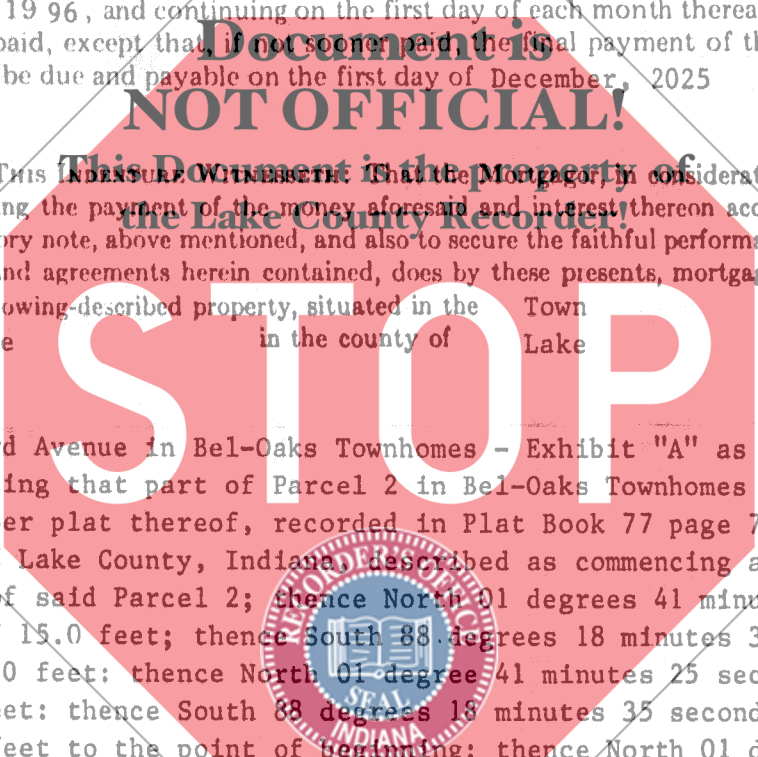 19 96, and continuing on the first day of each month therea
paid, except that, if not sooner paid, the final payment of th
be due and payable on the first day of December, 2025
Document is
NOT OFFICIAL!
This Document is the property of
the Lake County Recorder!
THIS INDENTURE WITNESSETH: That the Mortgagor, in considerat
ng the payment of the money aforesaid and interest thereon acc
ory note, above mentioned, and also to secure the faithful performa
and agreements herein contained, does by these presents, mortga
owing-described property, situated in the Town
e in the county of Lake
STOP
d Avenue in Bel-Oaks Townhomes - Exhibit "A" as
ing that part of Parcel 2 in Bel-Oaks Townhomes
er plat thereof, recorded in Plat Book 77 page 7
Lake County, Indiana, described as commencing a
of said Parcel 2; thence North 01 degrees 41 minu
15.0 feet; thence South 88 degrees 18 minutes 3
0 feet: thence North 01 degree 41 minutes 25 sec
et: thence South 88 degrees 18 minutes 35 second
feet to the point of beginning: thence North 01 d
RECORDER'S OFFICE
SEAL
INDIANA